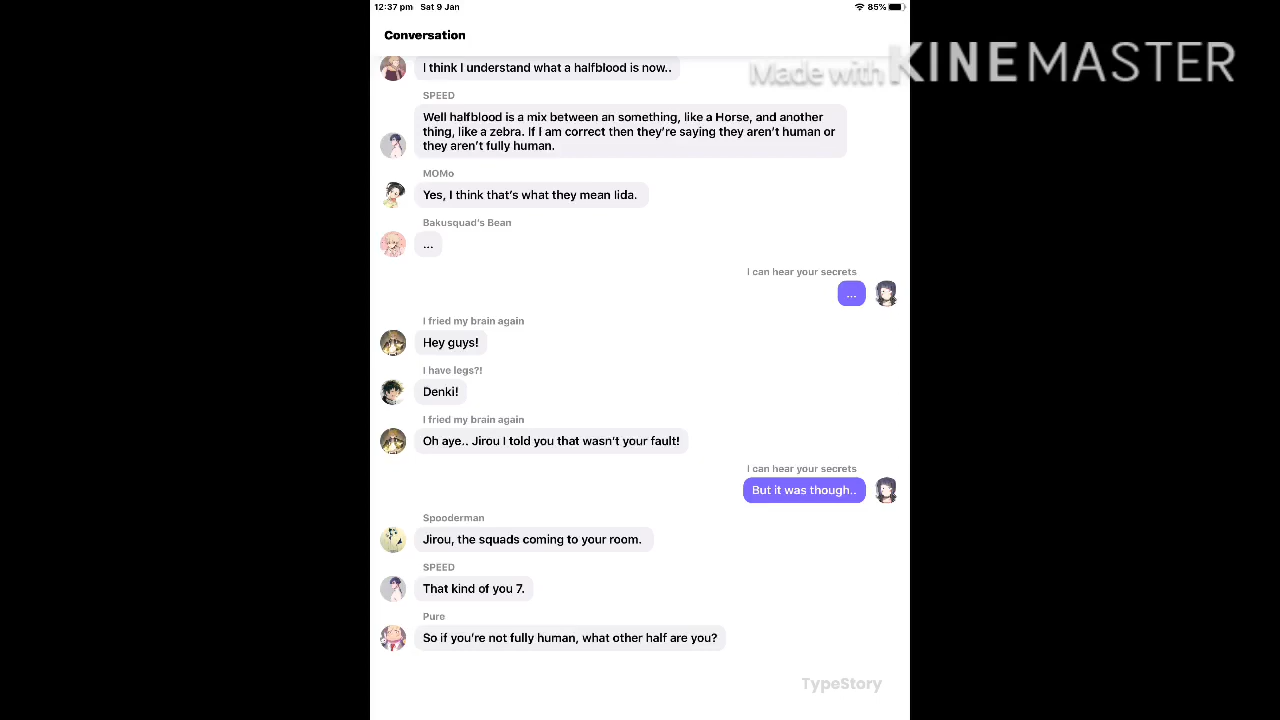 12:37 pm Sat 9 Jan
85%
Conversation
Made with KINEMASTER
I think I understand what a halfblood is now..
SPEED
Well halfblood is a mix between an something, like a Horse, and another
thing, like a zebra. If I am correct then they're saying they aren't human or
they aren't fully human.
MOMo
Yes, I think that's what they mean Iida.
Bakusquad's Bean
...
I can hear your secrets
...
I fried my brain again
Hey guys!
I have legs?!
Denki!
I fried my brain again
Oh aye.. Jirou I told you that wasn't your fault!
I can hear your secrets
But it was though..
Spooderman
Jirou, the squads coming to your room.
SPEED
That kind of you 7.
Pure
So if you're not fully human, what other half are you?
TypeStory